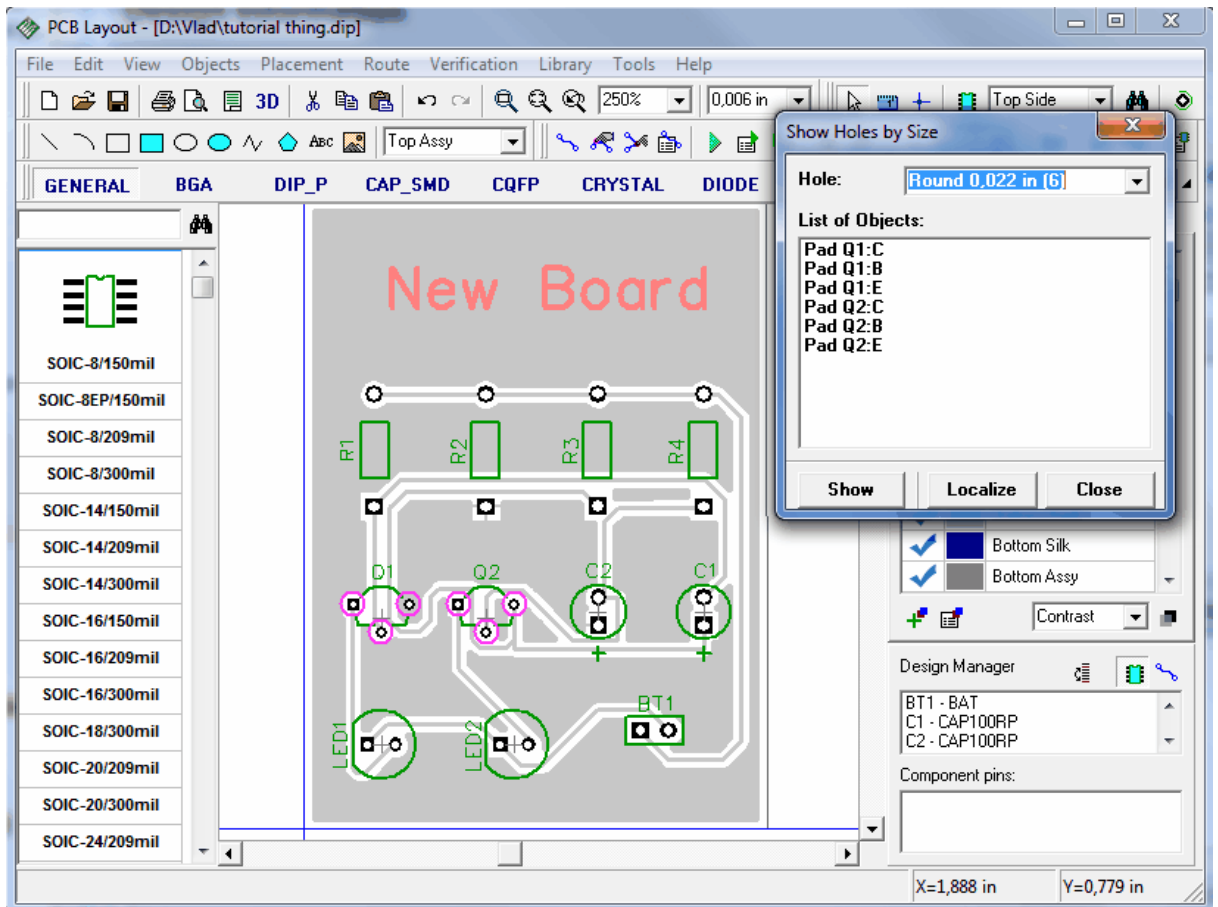 PCB Layout - [D:\Vlad\tutorial thing.dip]
File Edit View Objects Placement Route Verification Library Tools Help
3D 250% 0,006 in Top Side
Abc Top Assy
GENERAL BGA DIP_P CAP_SMD CQFP CRYSTAL DIODE
Show Holes by Size
Hole: Round 0,022 in (6)
List of Objects:
Pad Q1:C
Pad Q1:B
Pad Q1:E
Pad Q2:C
Pad Q2:B
Pad Q2:E
Show Localize Close
SOIC-8/150mil
SOIC-8EP/150mil
SOIC-8/209mil
SOIC-8/300mil
SOIC-14/150mil
SOIC-14/209mil
SOIC-14/300mil
SOIC-16/150mil
SOIC-16/209mil
SOIC-16/300mil
SOIC-18/300mil
SOIC-20/209mil
SOIC-20/300mil
SOIC-24/209mil
New Board
R1 R2 R3 R4
Q2 C2 C1
LED1 LED2 BT1
Bottom Silk
Bottom Assy
Contrast
Design Manager
BT1 - BAT
C1 - CAP100RP
C2 - CAP100RP
Component pins:
X=1,888 in Y=0,779 in